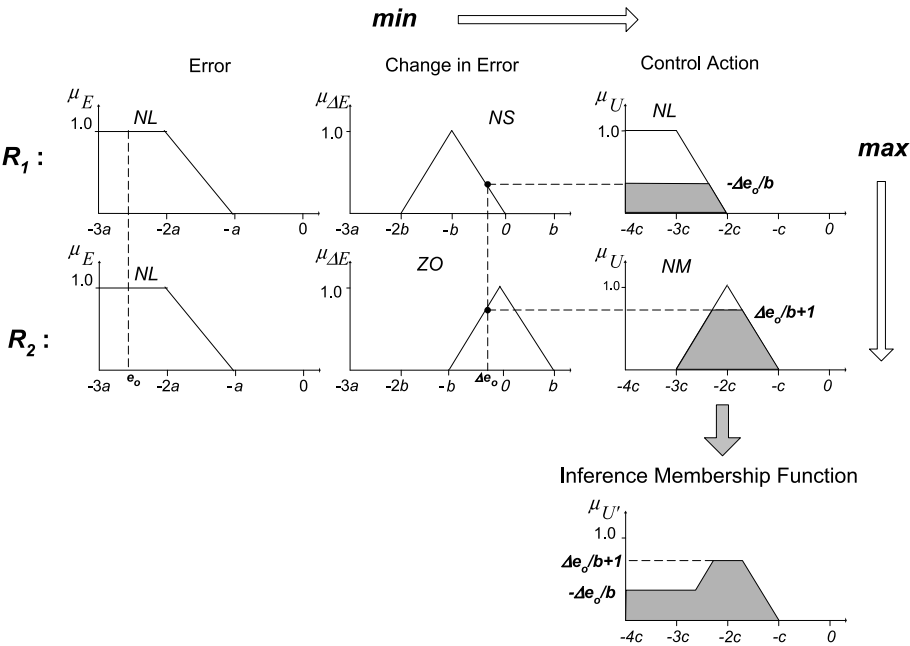 min
Error Change in Error Control Action
μE NL μΔE NS μU NL
1.0 1.0 1.0
R1 : -Δeo/b max
-3a -2a -a 0 -3a -2b -b 0 b -4c -3c -2c -c 0
μE NL μΔE ZO μU NM
1.0 1.0 1.0
R2 : Δeo/b+1
-3a eo -2a -a 0 -3a -2b -b Δeo 0 b -4c -3c -2c -c 0
Inference Membership Function
μU'
1.0
Δeo/b+1
-Δeo/b
-4c -3c -2c -c 0